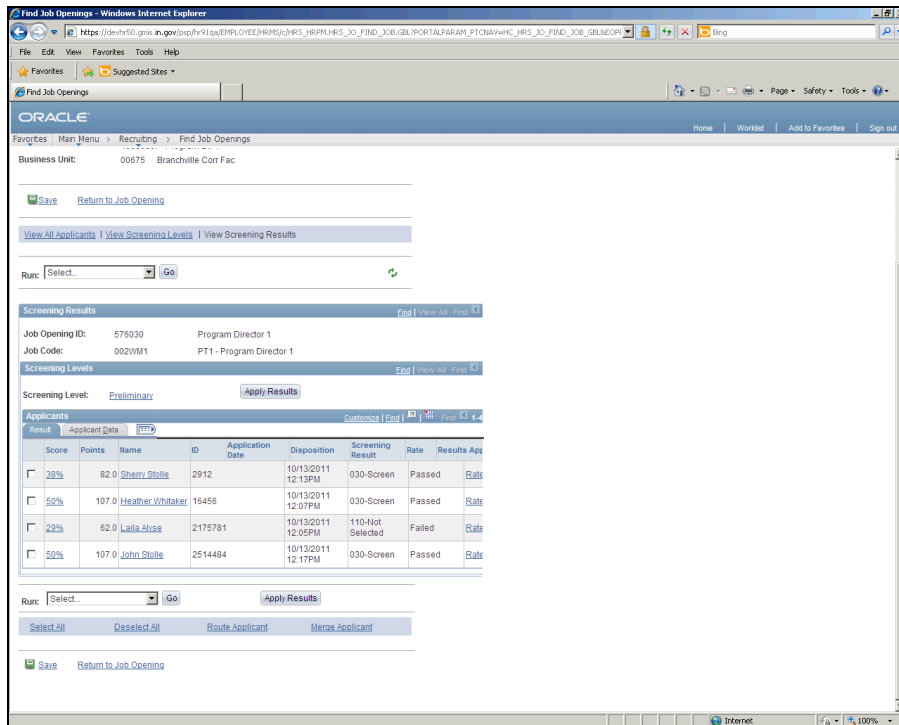 Find Job Openings - Windows Internet Explorer
https://devhr50.gmis.in.gov/psp/hr91qa/EMPLOYEE/HRMS/c/HRS_HRPM.HRS_JO_FIND_JOB.GBL?PORTALPARAM_PTCNAV=HC_HRS_JO_FIND_JOB_GBL&EOPI
Bing
File Edit View Favorites Tools Help
Favorites Suggested Sites
Find Job Openings
Page Safety Tools
ORACLE
Home | Worklist | Add to Favorites | Sign out
Favorites Main Menu > Recruiting > Find Job Openings
Business Unit: 00675 Branchville Corr Fac
Save Return to Job Opening
View All Applicants | View Screening Levels | View Screening Results
Run: Select... Go
Screening Results Find | View All First
Job Opening ID: 576030 Program Director 1
Job Code: 002WM1 PT1 - Program Director 1
Screening Levels Find | View All First
Screening Level: Preliminary Apply Results
Applicants Customize | Find | First 1-4
Result Applicant Data
Score Points Name ID Application Date Disposition Screening Result Rate Results App
38% 82.0 Sherry Stolle 2912 10/13/2011 12:13PM 030-Screen Passed Rate
50% 107.0 Heather Whitaker 16456 10/13/2011 12:07PM 030-Screen Passed Rate
29% 62.0 Laila Alyse 2175781 10/13/2011 12:05PM 110-Not Selected Failed Rate
50% 107.0 John Stolle 2514484 10/13/2011 12:17PM 030-Screen Passed Rate
Run: Select... Go Apply Results
Select All Deselect All Route Applicant Merge Applicant
Save Return to Job Opening
Internet 100%